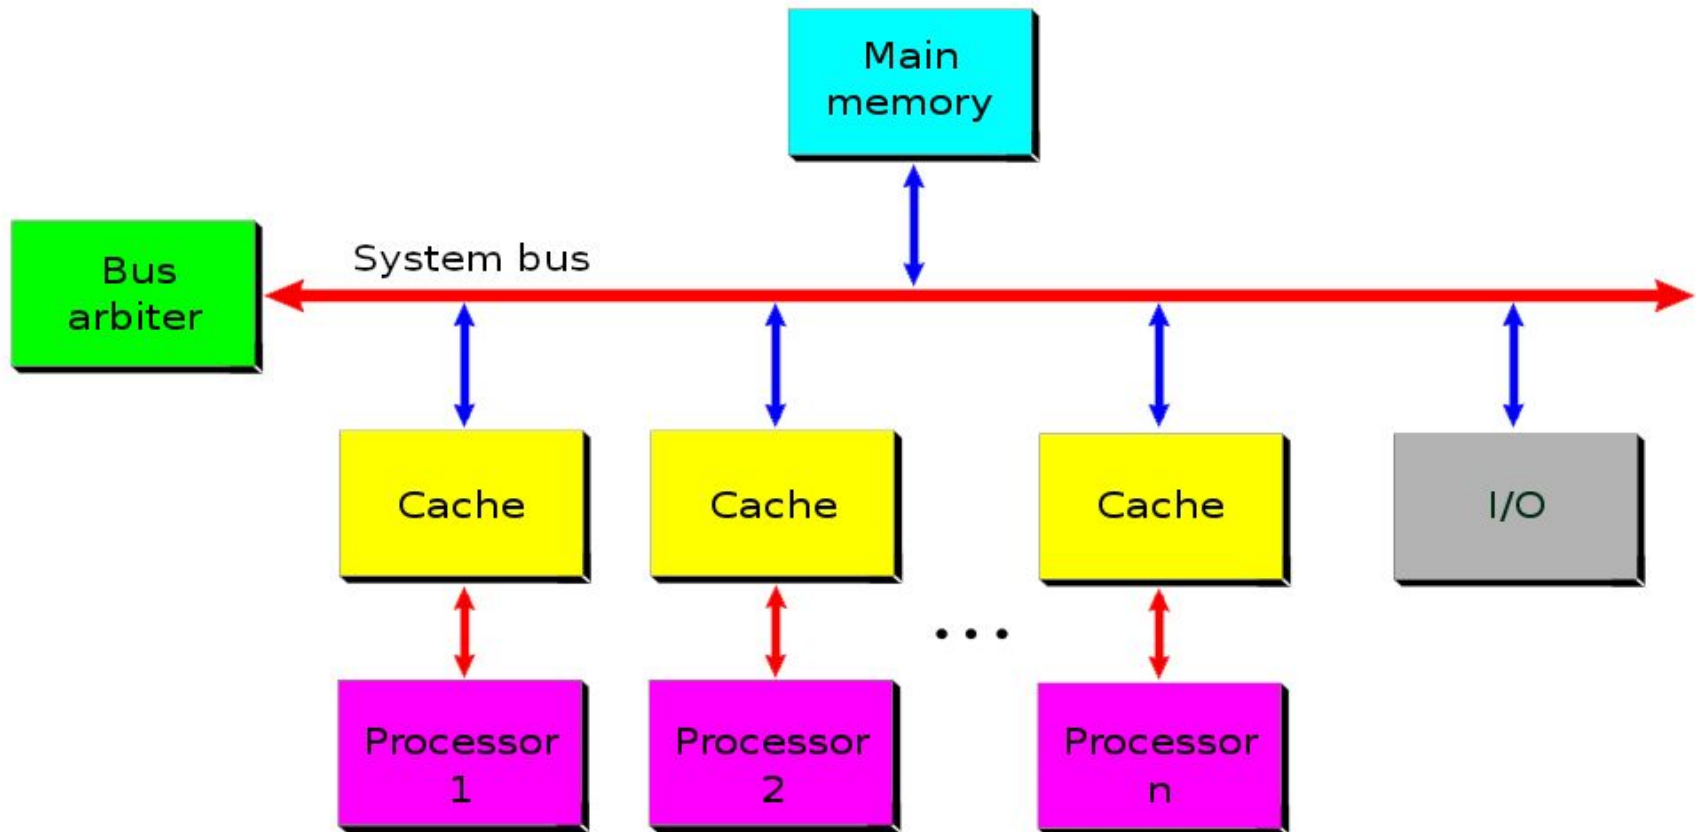 Main
memory
Bus
arbiter
System bus
Cache
Cache
Cache
I/O
...
Processor
1
Processor
2
Processor
n